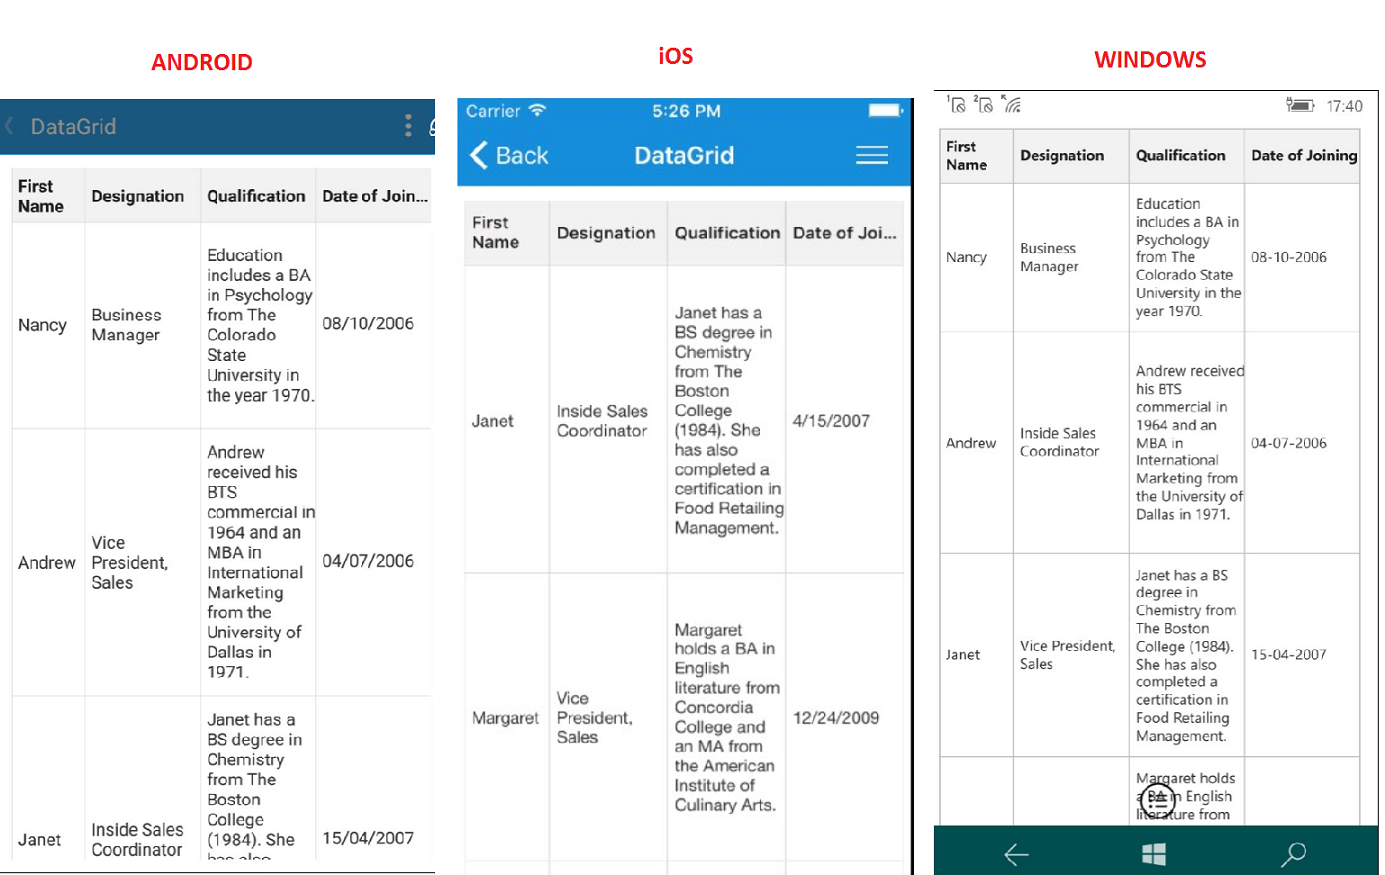 ANDROID
DataGrid
First
Name
Designation
Qualification
Date of Join...
Nancy
Business
Manager
Education
includes a BA
in Psychology
from The
Colorado
State
University in
the year 1970.
08/10/2006
Andrew
Vice
President,
Sales
Andrew
received his
BTS
commercial in
1964 and an
MBA in
International
Marketing
from the
University of
Dallas in
1971.
04/07/2006
Janet
Inside Sales
Coordinator
Janet has a
BS degree in
Chemistry
from The
Boston
College
(1984). She
has also
15/04/2007
iOS
Carrier
5:26 PM
Back
DataGrid
First
Name
Designation
Qualification
Date of Joi...
Janet
Inside Sales
Coordinator
Janet has a
BS degree in
Chemistry
from The
Boston
College
(1984). She
has also
completed a
certification in
Food Retailing
Management.
4/15/2007
Margaret
Vice
President,
Sales
Margaret
holds a BA in
English
literature from
Concordia
College and
an MA from
the American
Institute of
Culinary Arts.
12/24/2009
WINDOWS
1 2
17:40
First
Name
Designation
Qualification
Date of Joining
Nancy
Business
Manager
Education
includes a BA in
Psychology
from The
Colorado State
University in the
year 1970.
08-10-2006
Andrew
Inside Sales
Coordinator
Andrew received
his BTS
commercial in
1964 and an
MBA in
International
Marketing from
the University of
Dallas in 1971.
04-07-2006
Janet
Vice President,
Sales
Janet has a BS
degree in
Chemistry from
The Boston
College (1984).
She has also
completed a
certification in
Food Retailing
Management.
15-04-2007
Margaret holds
a BA in English
literature from